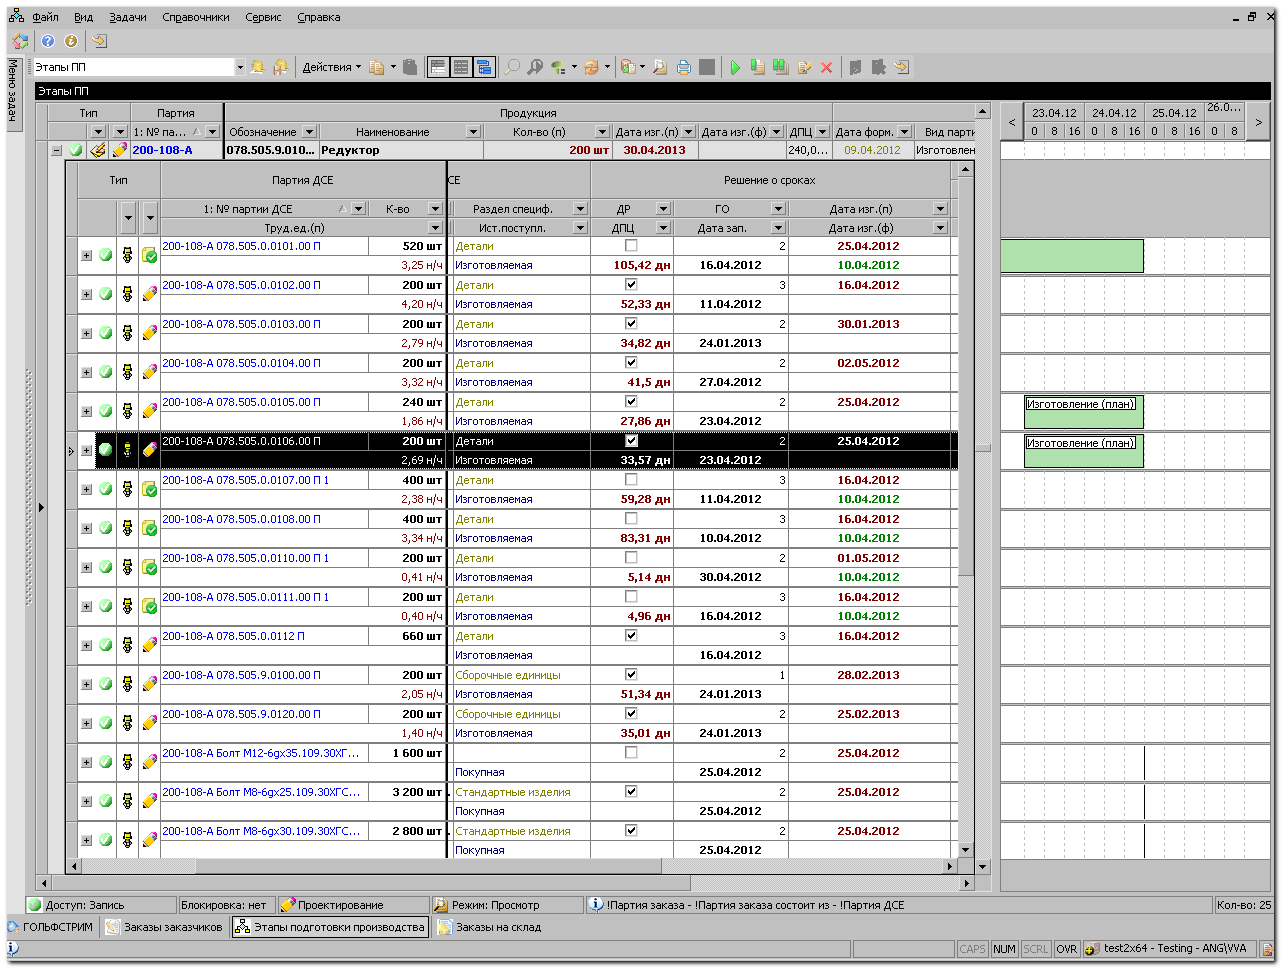 Файл Вид Задачи Справочники Сервис Справка
Меню задач
Этапы ПП Действия
Этапы ПП
Тип Партия Продукция
1: № па... Обозначение Наименование Кол-во (п) Дата изг.(п) Дата изг.(ф) ДПЦ Дата форм. Вид парти
200-108-А 078.505.9.010... Редуктор 200 шт 30.04.2013 240,0... 09.04.2012 Изготовлен
< 23.04.12 24.04.12 25.04.12 26.0... >
0 8 16 0 8 16 0 8 16 0 8
Тип Партия ДСЕ СЕ Решение о сроках
1: № партии ДСЕ К-во Раздел специф. ДР ГО Дата изг.(п)
Труд.ед.(п) Ист.поступл. ДПЦ Дата зап. Дата изг.(ф)
200-108-А 078.505.0.0101.00 П 520 шт Детали 2 25.04.2012
3,25 н/ч Изготовляемая 105,42 дн 16.04.2012 10.04.2012
200-108-А 078.505.0.0102.00 П 200 шт Детали 3 16.04.2012
4,20 н/ч Изготовляемая 52,33 дн 11.04.2012
200-108-А 078.505.0.0103.00 П 200 шт Детали 2 30.01.2013
2,79 н/ч Изготовляемая 34,82 дн 24.01.2013
200-108-А 078.505.0.0104.00 П 200 шт Детали 2 02.05.2012
3,32 н/ч Изготовляемая 41,5 дн 27.04.2012
200-108-А 078.505.0.0105.00 П 240 шт Детали 2 25.04.2012 Изготовление (план)
1,86 н/ч Изготовляемая 27,86 дн 23.04.2012
200-108-А 078.505.0.0106.00 П 200 шт Детали 2 25.04.2012 Изготовление (план)
2,69 н/ч Изготовляемая 33,57 дн 23.04.2012
200-108-А 078.505.0.0107.00 П 1 400 шт Детали 3 16.04.2012
2,38 н/ч Изготовляемая 59,28 дн 11.04.2012 10.04.2012
200-108-А 078.505.0.0108.00 П 400 шт Детали 3 16.04.2012
3,34 н/ч Изготовляемая 83,31 дн 10.04.2012 10.04.2012
200-108-А 078.505.0.0110.00 П 1 200 шт Детали 2 01.05.2012
0,41 н/ч Изготовляемая 5,14 дн 30.04.2012 10.04.2012
200-108-А 078.505.0.0111.00 П 1 200 шт Детали 3 16.04.2012
0,40 н/ч Изготовляемая 4,96 дн 16.04.2012 10.04.2012
200-108-А 078.505.0.0112 П 660 шт Детали 3 16.04.2012
Изготовляемая 16.04.2012
200-108-А 078.505.9.0100.00 П 200 шт Сборочные единицы 1 28.02.2013
2,05 н/ч Изготовляемая 51,34 дн 24.01.2013
200-108-А 078.505.9.0120.00 П 200 шт Сборочные единицы 2 25.02.2013
1,40 н/ч Изготовляемая 35,01 дн 24.01.2013
200-108-А Болт М12-6gх35.109.30ХГ... 1 600 шт 2 25.04.2012
Покупная 25.04.2012
200-108-А Болт М8-6gх25.109.30ХГС... 3 200 шт Стандартные изделия 2 25.04.2012
Покупная 25.04.2012
200-108-А Болт М8-6gх30.109.30ХГС... 2 800 шт Стандартные изделия 2 25.04.2012
Покупная 25.04.2012
Доступ: Запись Блокировка: нет Проектирование Режим: Просмотр !Партия заказа - !Партия заказа состоит из - !Партия ДСЕ Кол-во: 25
ГОЛЬФСТРИМ Заказы заказчиков Этапы подготовки производства Заказы на склад
CAPS NUM SCRL OVR test2x64 - Testing - ANG\VVA